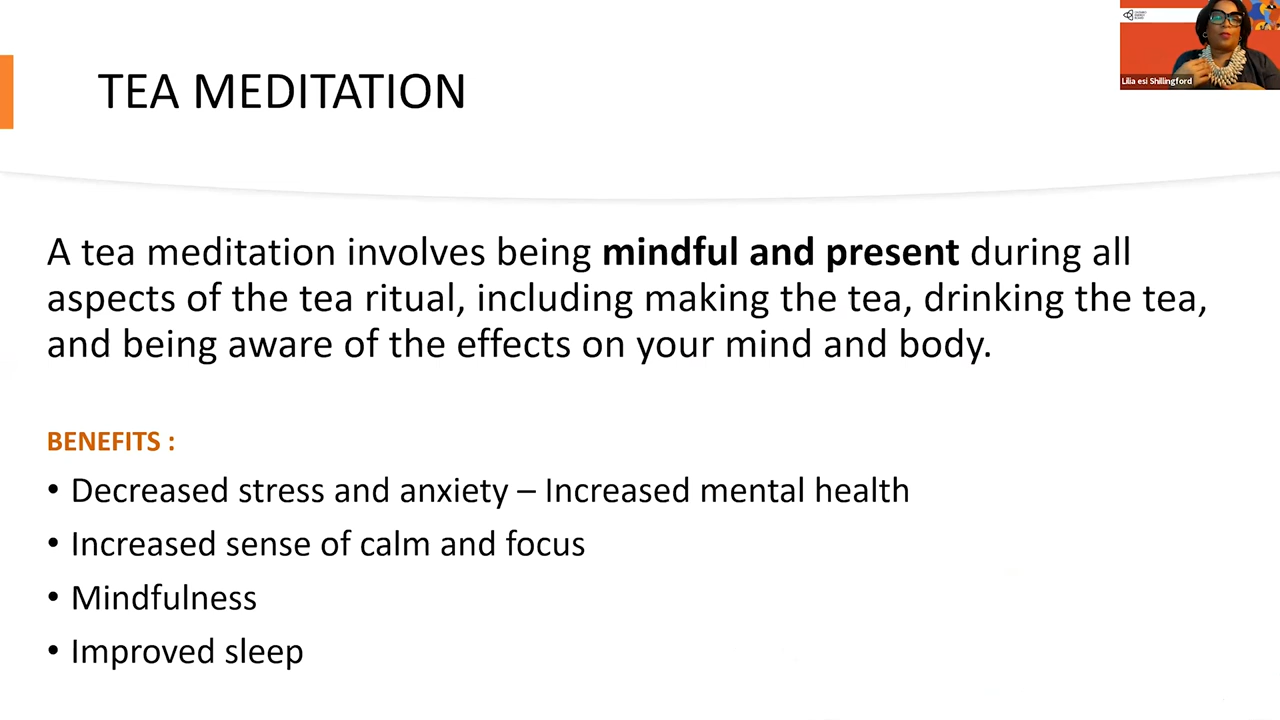 TEA MEDITATION
Lilia esi Shillingford
A tea meditation involves being mindful and present during all
aspects of the tea ritual, including making the tea, drinking the tea,
and being aware of the effects on your mind and body.
BENEFITS :
• Decreased stress and anxiety – Increased mental health
• Increased sense of calm and focus
• Mindfulness
• Improved sleep